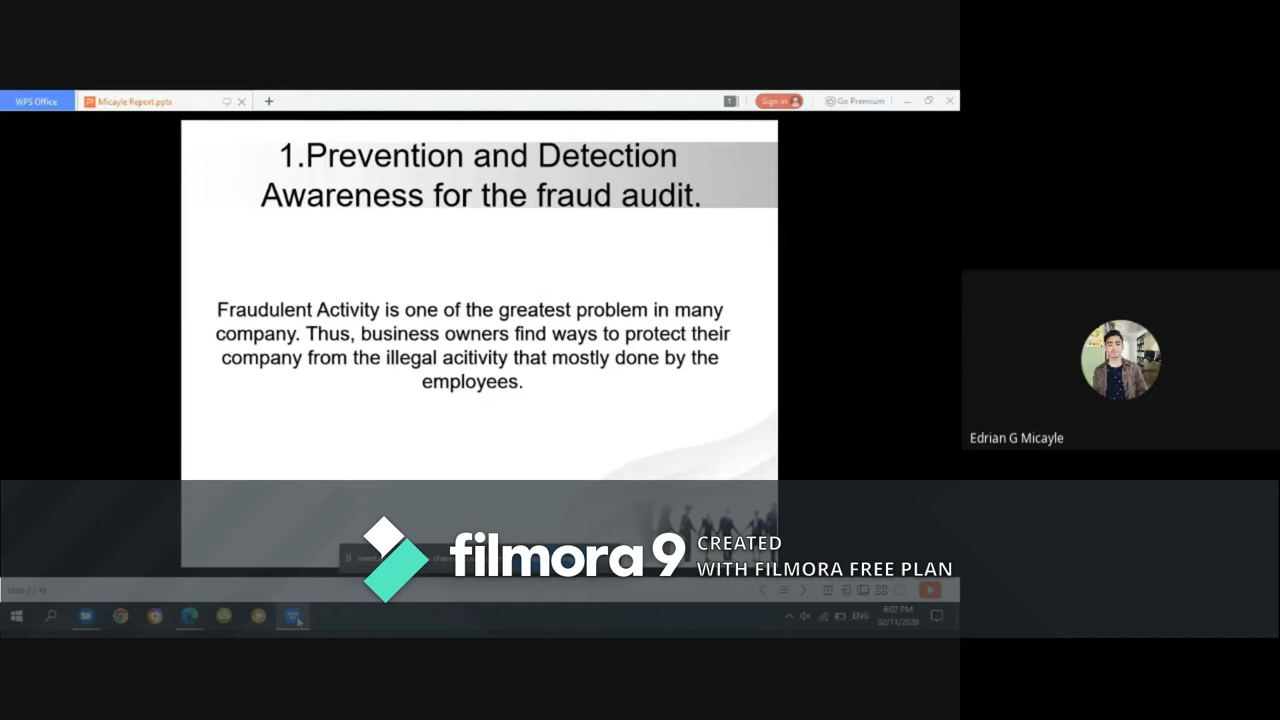 WPS Office
Micayle Report.pptx
1
Sign in
Go Premium
1.Prevention and Detection
Awareness for the fraud audit.
Fraudulent Activity is one of the greatest problem in many
company. Thus, business owners find ways to protect their
company from the illegal acitivity that mostly done by the
employees.
Edrian G Micayle
filmora9
CREATED
WITH FILMORA FREE PLAN
ENG
6:02 PM
02/11/2020